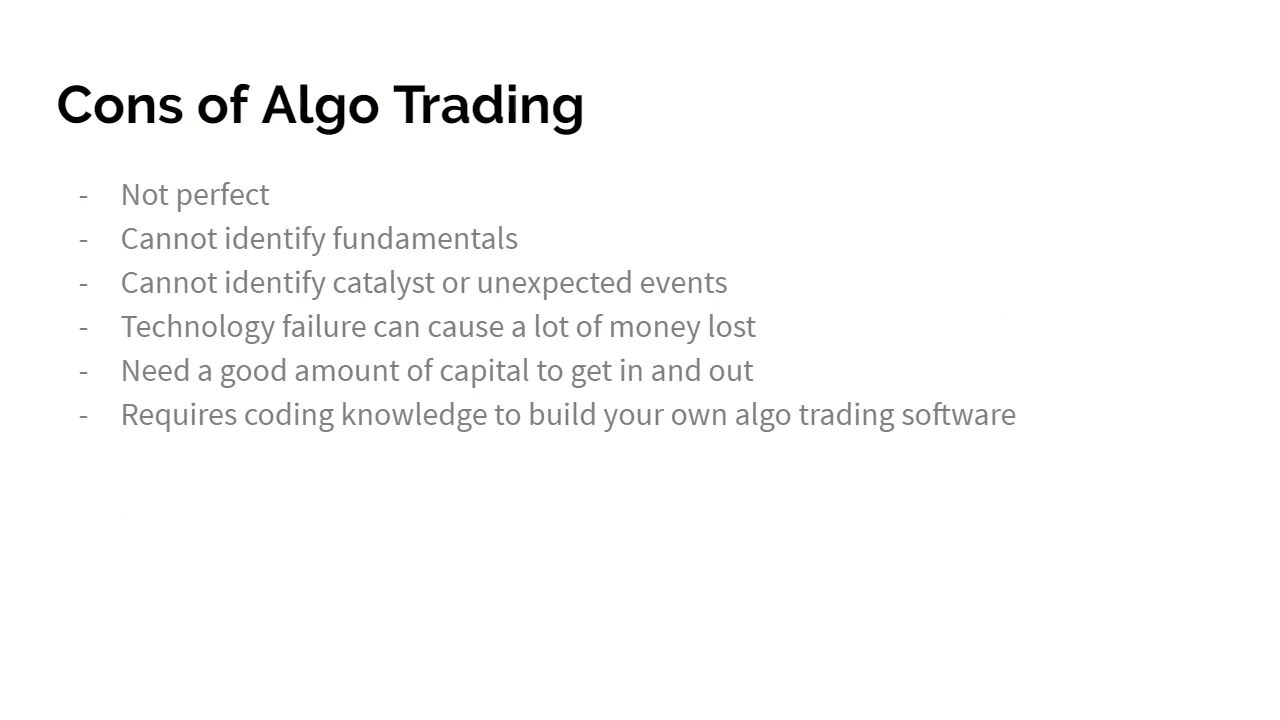 Cons of Algo Trading
- Not perfect
- Cannot identify fundamentals
- Cannot identify catalyst or unexpected events
- Technology failure can cause a lot of money lost
- Need a good amount of capital to get in and out
- Requires coding knowledge to build your own algo trading software